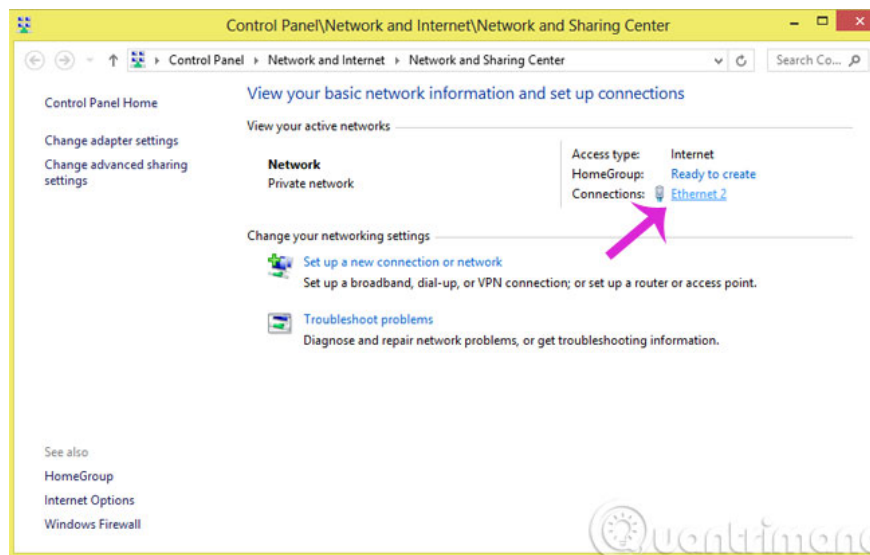 Control Panel\Network and Internet\Network and Sharing Center
Control Panel Network and Internet Network and Sharing Center
Search Co...
Control Panel Home
Change adapter settings
Change advanced sharing
settings
View your basic network information and set up connections
View your active networks
Network
Private network
Access type: Internet
HomeGroup: Ready to create
Connections: Ethernet 2
Change your networking settings
Set up a new connection or network
Set up a broadband, dial-up, or VPN connection; or set up a router or access point.
Troubleshoot problems
Diagnose and repair network problems, or get troubleshooting information.
See also
HomeGroup
Internet Options
Windows Firewall
Quantrimang